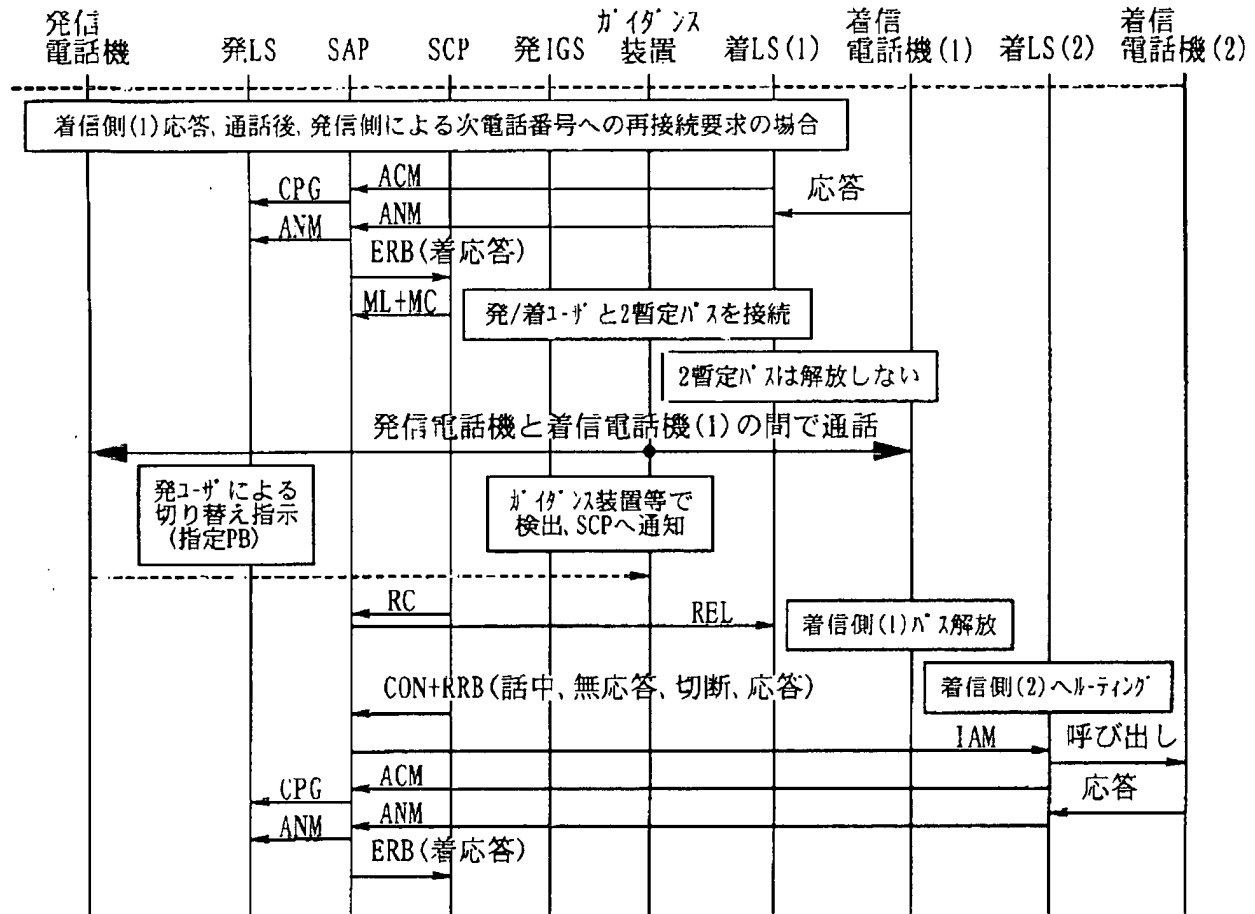 発信
電話機
発LS
SAP
SCP
発IGS
ガイダンス
装置
着LS(1)
着信
電話機(1)
着LS(2)
着信
電話機(2)
着信側(1)応答、通話後、発信側による次電話番号への再接続要求の場合
ACM
CPG
応答
ANM
ANM
ERB(着応答)
ML+MC
発/着ユーザと2暫定パスを接続
2暫定パスは解放しない
発信電話機と着信電話機(1)の間で通話
発ユーザによる
切り替え指示
(指定PB)
ガイダンス装置等で
検出、SCPへ通知
RC
REL
着信側(1)パス解放
CON+RRB(話中、無応答、切断、応答)
着信側(2)へルーティング
IAM
呼び出し
ACM
CPG
応答
ANM
ANM
ERB(着応答)